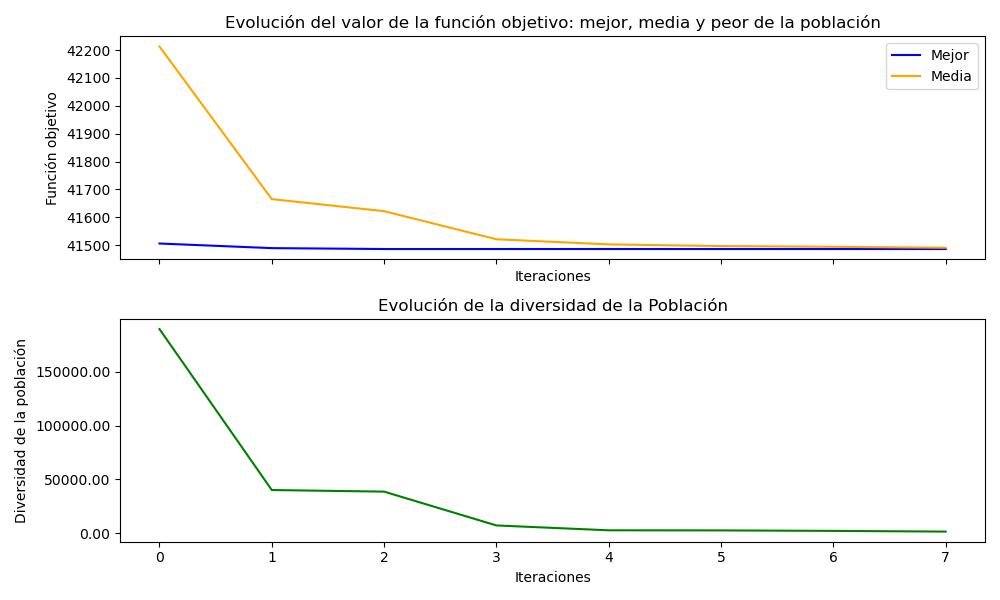 Evolución del valor de la función objetivo: mejor, media y peor de la población
42200
42100
42000
41900
41800
41700
41600
41500
Función objetivo
Mejor
Media
Iteraciones
Evolución de la diversidad de la Población
150000.00
100000.00
50000.00
0.00
Diversidad de la población
0 1 2 3 4 5 6 7
Iteraciones